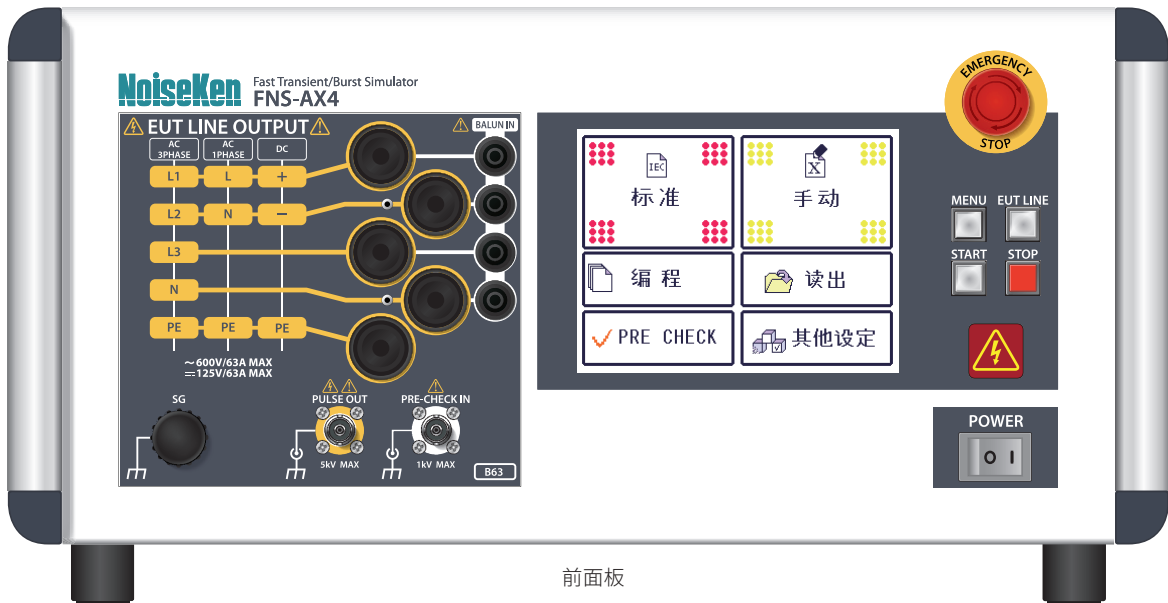 NoiseKen
Fast Transient/Burst Simulator
FNS-AX4
EUT LINE OUTPUT
BALUN IN
AC 3PHASE
AC 1PHASE
DC
L1 L +
L2 N −
L3
N
PE PE PE
～600V/63A MAX
⎓125V/63A MAX
SG
PULSE OUT
5kV MAX
PRE-CHECK IN
1kV MAX
B63
IEC
标准
X
手动
编程
读出
PRE CHECK
其他设定
EMERGENCY
STOP
MENU
EUT LINE
START
STOP
POWER
O I
前面板